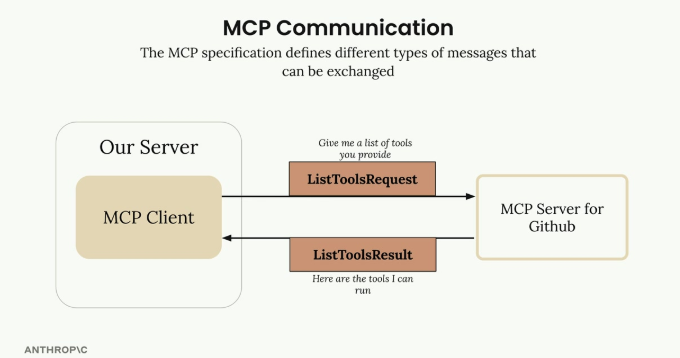 MCP Communication
The MCP specification defines different types of messages that
can be exchanged
Our Server
MCP Client
Give me a list of tools
you provide
ListToolsRequest
MCP Server for
Github
ListToolsResult
Here are the tools I can
run
ANTHROP\C